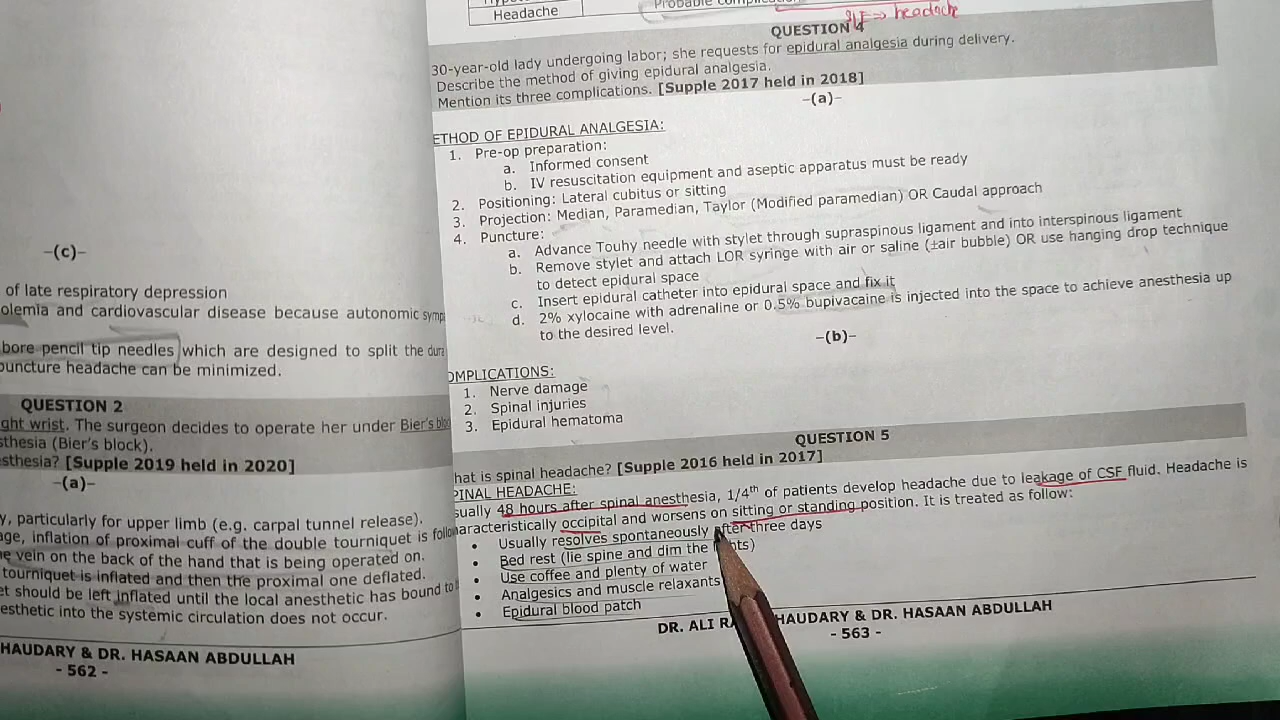 -(c)-
of late respiratory depression
olemia and cardiovascular disease because autonomic symp
bore pencil tip needles which are designed to split the dura
puncture headache can be minimized.
QUESTION 2
ght wrist. The surgeon decides to operate her under Bier's blo
sthesia (Bier's block).
sthesia? [Supple 2019 held in 2020]
-(a)-
y, particularly for upper limb (e.g. carpal tunnel release).
age, inflation of proximal cuff of the double tourniquet is follow
e vein on the back of the hand that is being operated on.
tourniquet is inflated and then the proximal one deflated.
et should be left inflated until the local anesthetic has bound to
esthetic into the systemic circulation does not occur.
HAUDARY & DR. HASAAN ABDULLAH
- 562 -
Headache
Probable complication
headache
QUESTION 4
30-year-old lady undergoing labor; she requests for epidural analgesia during delivery.
Describe the method of giving epidural analgesia.
Mention its three complications. [Supple 2017 held in 2018]
-(a)-
ETHOD OF EPIDURAL ANALGESIA:
1. Pre-op preparation:
a. Informed consent
b. IV resuscitation equipment and aseptic apparatus must be ready
2. Positioning: Lateral cubitus or sitting
3. Projection: Median, Paramedian, Taylor (Modified paramedian) OR Caudal approach
4. Puncture:
a. Advance Touhy needle with stylet through supraspinous ligament and into interspinous ligament
b. Remove stylet and attach LOR syringe with air or saline (±air bubble) OR use hanging drop technique
to detect epidural space
c. Insert epidural catheter into epidural space and fix it
d. 2% xylocaine with adrenaline or 0.5% bupivacaine is injected into the space to achieve anesthesia up
to the desired level.
-(b)-
OMPLICATIONS:
1. Nerve damage
2. Spinal injuries
3. Epidural hematoma
QUESTION 5
hat is spinal headache? [Supple 2016 held in 2017]
PINAL HEADACHE:
sually 48 hours after spinal anesthesia, 1/4th of patients develop headache due to leakage of CSF fluid. Headache is
haracteristically occipital and worsens on sitting or standing position. It is treated as follow:
• Usually resolves spontaneously after three days
• Bed rest (lie spine and dim the hts)
• Use coffee and plenty of water
• Analgesics and muscle relaxants
• Epidural blood patch
DR. ALI RA HAUDARY & DR. HASAAN ABDULLAH
- 563 -